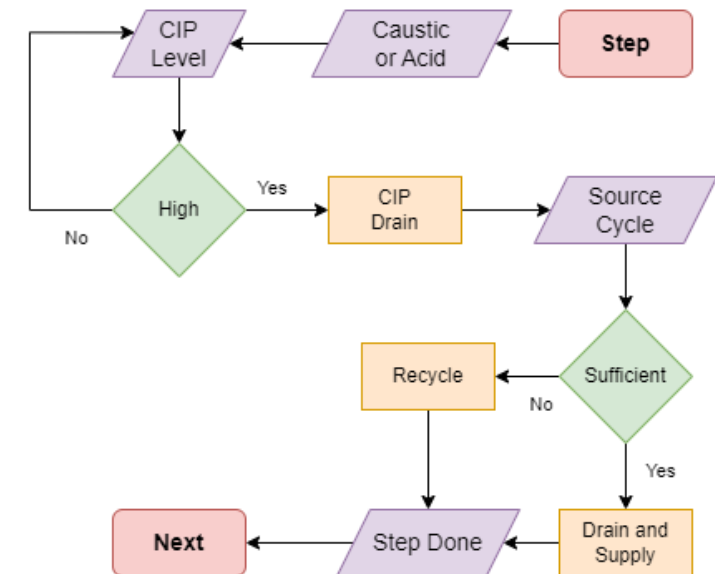 CIP
Level
Caustic
or Acid
Step
High
Yes
CIP
Drain
Source
Cycle
No
Recycle
Sufficient
No
Yes
Next
Step Done
Drain and
Supply